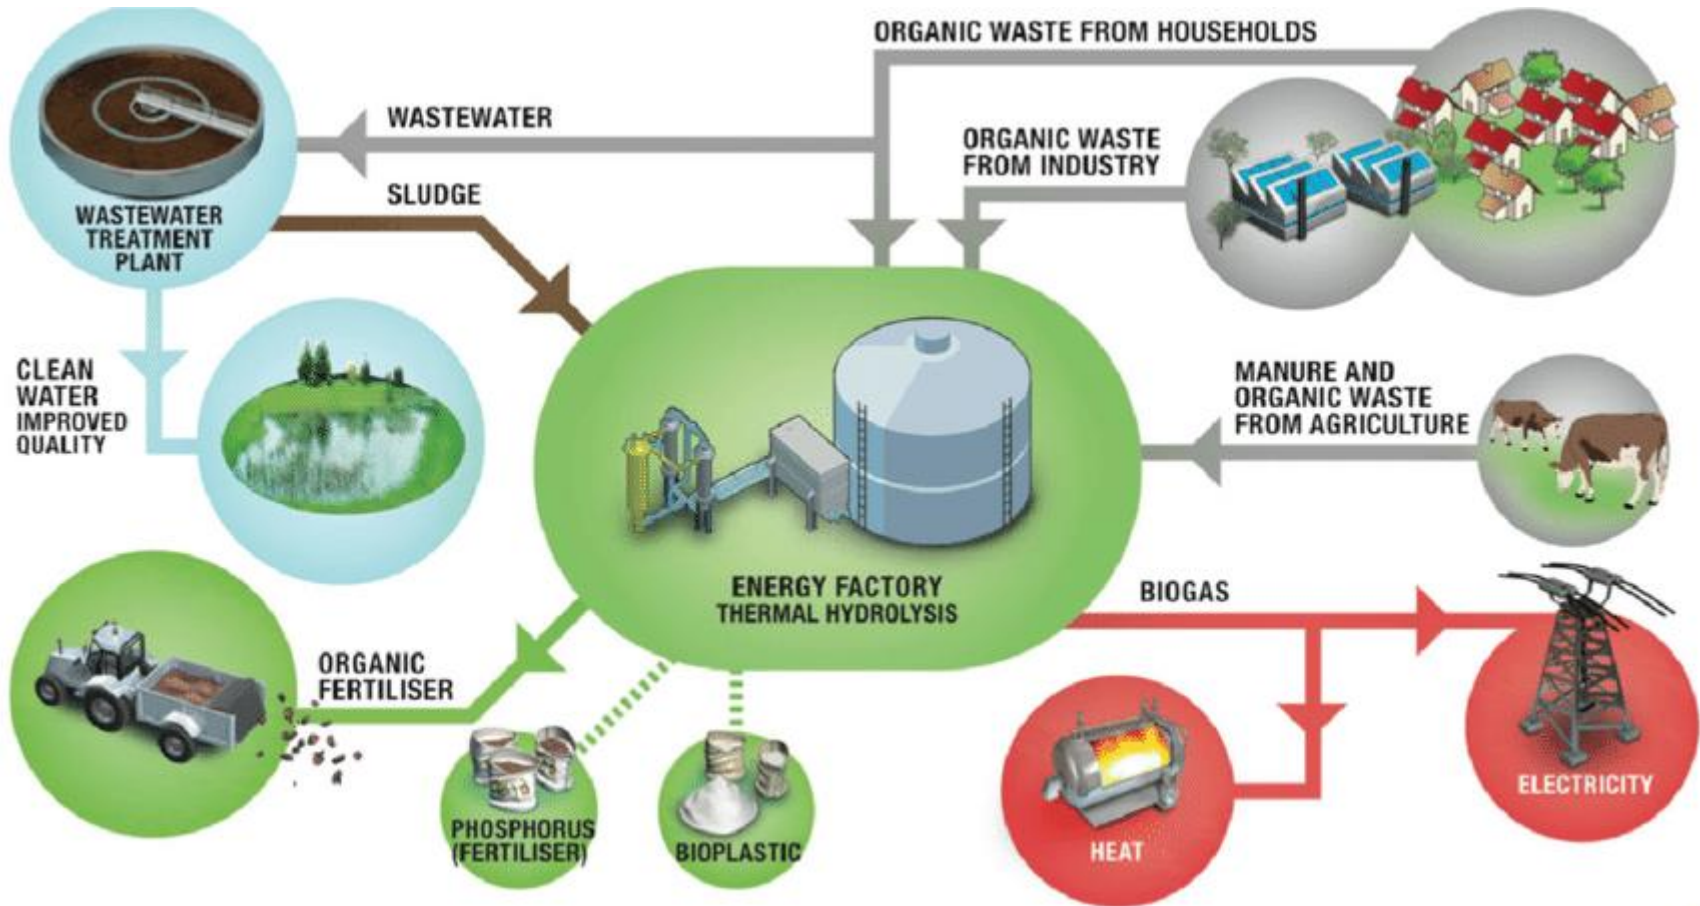 ORGANIC WASTE FROM HOUSEHOLDS
WASTEWATER
ORGANIC WASTE
FROM INDUSTRY
SLUDGE
WASTEWATER
TREATMENT
PLANT
CLEAN
WATER
IMPROVED
QUALITY
MANURE AND
ORGANIC WASTE
FROM AGRICULTURE
ENERGY FACTORY
THERMAL HYDROLYSIS
BIOGAS
ORGANIC
FERTILISER
PHOSPHORUS
(FERTILISER)
BIOPLASTIC
HEAT
ELECTRICITY